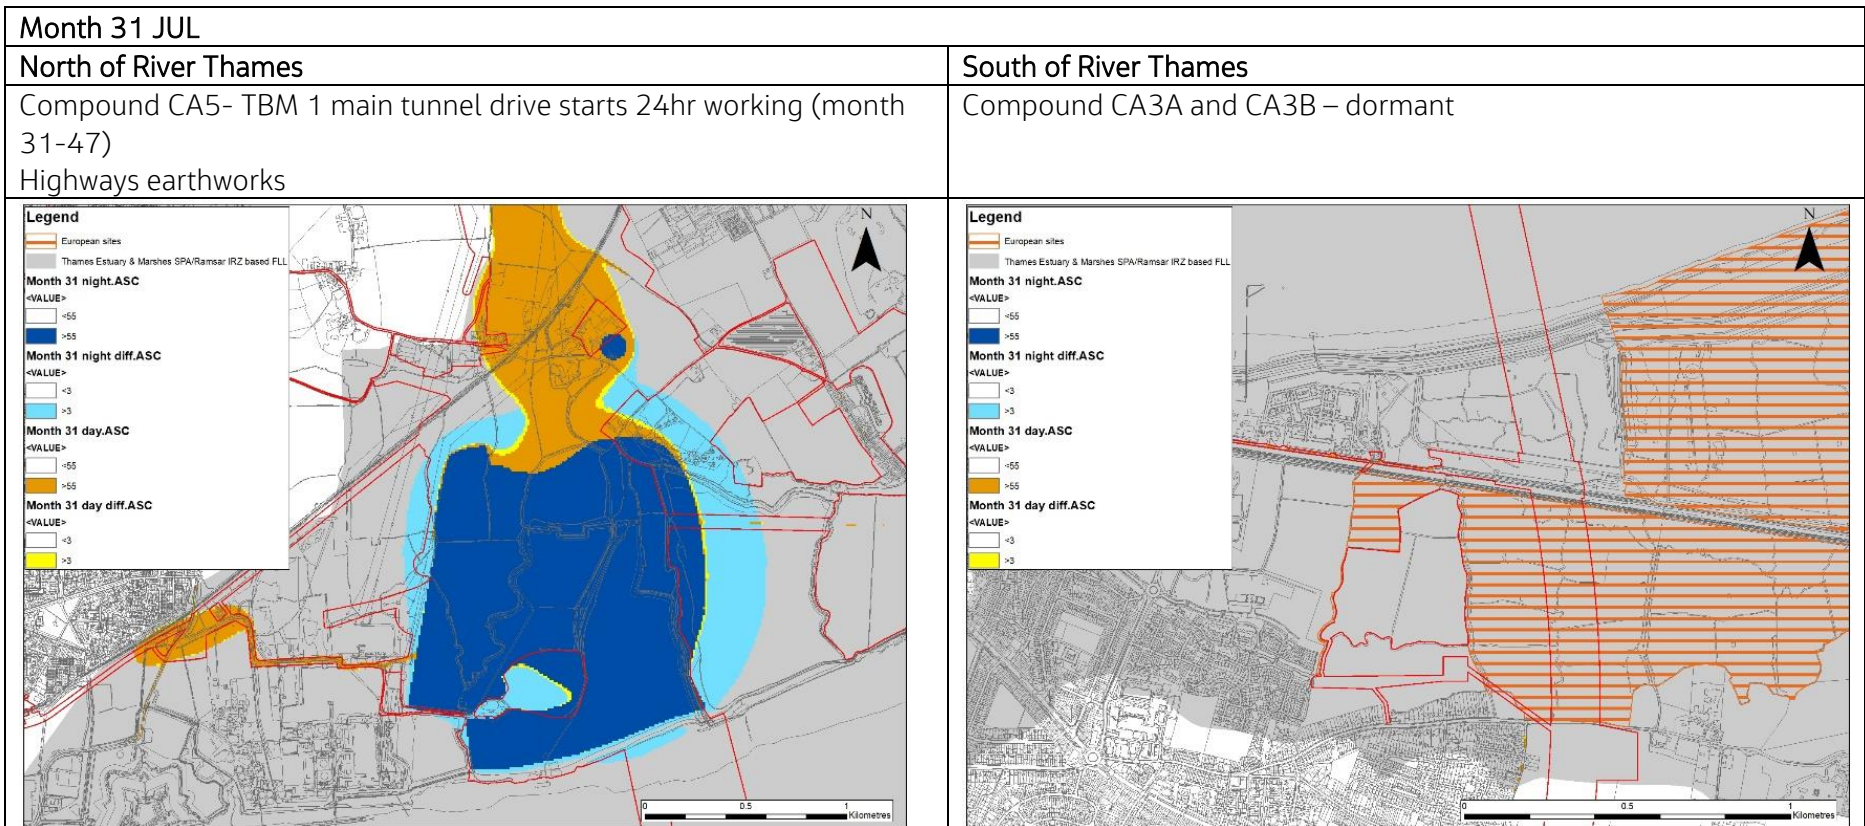 Month 31 JUL
North of River Thames
South of River Thames
Compound CA5- TBM 1 main tunnel drive starts 24hr working (month
31-47)
Highways earthworks
Compound CA3A and CA3B – dormant
Legend
European sites
Thames Estuary & Marshes SPA/Ramsar IRZ based FLL
Month 31 night.ASC
<VALUE>
<55
>55
Month 31 night diff.ASC
<VALUE>
<3
>3
Month 31 day.ASC
<VALUE>
<55
>55
Month 31 day diff.ASC
<VALUE>
<3
>3
N
0 0.5 1
Kilometres
Legend
European sites
Thames Estuary & Marshes SPA/Ramsar IRZ based FLL
Month 31 night.ASC
<VALUE>
<55
>55
Month 31 night diff.ASC
<VALUE>
<3
>3
Month 31 day.ASC
<VALUE>
<55
>55
Month 31 day diff.ASC
<VALUE>
<3
>3
N
0 0.5 1
Kilometres